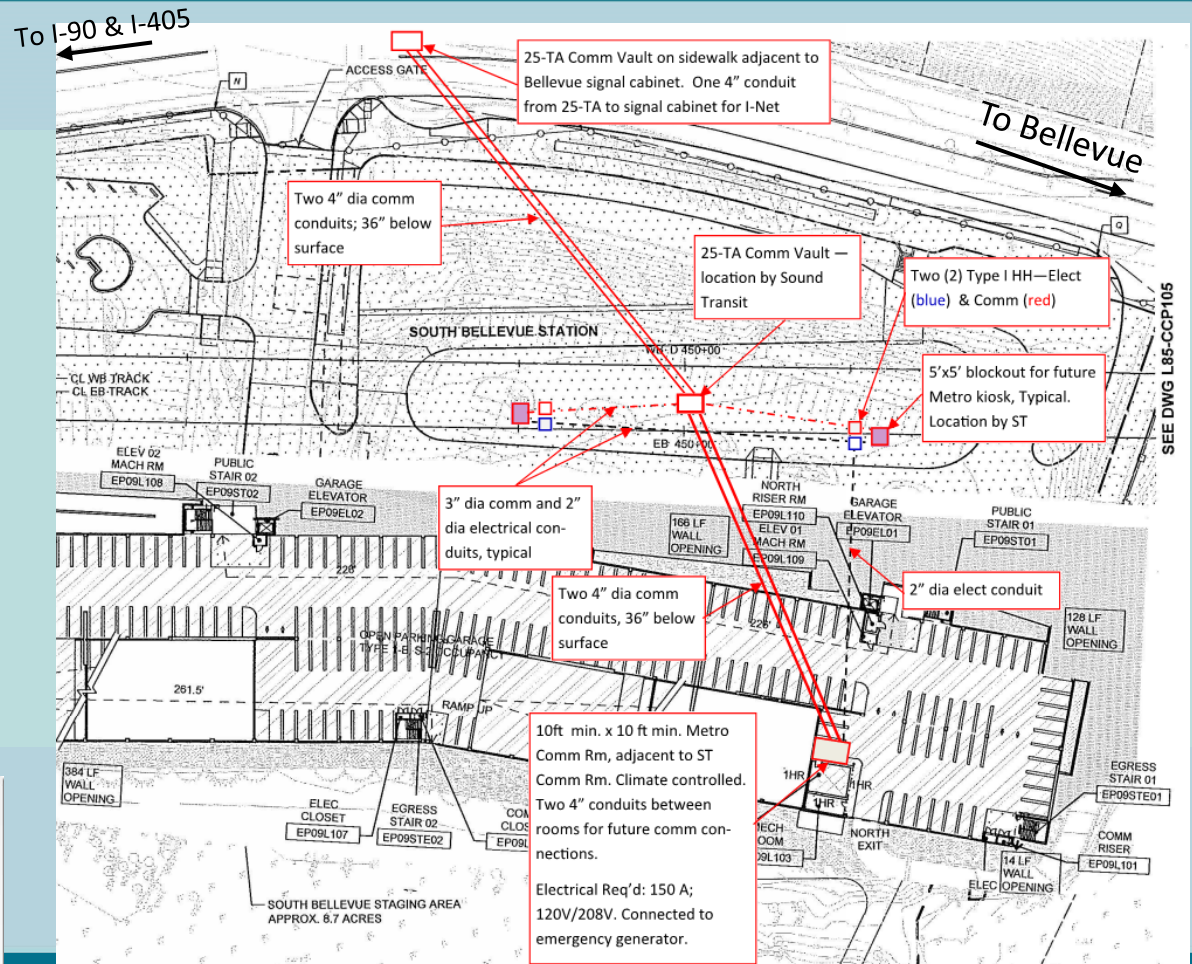 To I-90 & I-405
25-TA Comm Vault on sidewalk adjacent to
Bellevue signal cabinet. One 4” conduit
from 25-TA to signal cabinet for I-Net
ACCESS GATE
N
To Bellevue
Two 4” dia comm
conduits; 36” below
surface
25-TA Comm Vault —
location by Sound
Transit
Q
Two (2) Type I HH—Elect
(blue) & Comm (red)
SOUTH BELLEVUE STATION
WB: D 450+00
5’x5’ blockout for future
Metro kiosk, Typical.
Location by ST
SEE DWG L85-CCP105
CL WB TRACK
CL EB TRACK
EB 450+00
ELEV 02
MACH RM
EP09L108
PUBLIC
STAIR 02
EP09ST02
GARAGE
ELEVATOR
EP09EL02
3” dia comm and 2”
dia electrical con-
duits, typical
166 LF
WALL
OPENING
NORTH
RISER RM
EP09L110
ELEV 01
MACH RM
EP09L109
GARAGE
ELEVATOR
EP09EL01
PUBLIC
STAIR 01
EP09ST01
226'
Two 4” dia comm
conduits, 36” below
surface
2” dia elect conduit
226'
128 LF
WALL
OPENING
OPEN PARKING GARAGE
TYPE 1-B, S-2 OCCUPANCY
261.5'
RAMP UP
10ft min. x 10 ft min. Metro
Comm Rm, adjacent to ST
Comm Rm. Climate controlled.
Two 4” conduits between
rooms for future comm con-
nections.
Electrical Req’d: 150 A;
120V/208V. Connected to
emergency generator.
384 LF
WALL
OPENING
ELEC
CLOSET
EP09L107
EGRESS
STAIR 02
EP09STE02
1HR
1HR
1HR
NORTH
EXIT
EGRESS
STAIR 01
EP09STE01
COMM
RISER
EP09L101
14 LF
WALL
OPENING
ELEC
SOUTH BELLEVUE STAGING AREA
APPROX. 8.7 ACRES